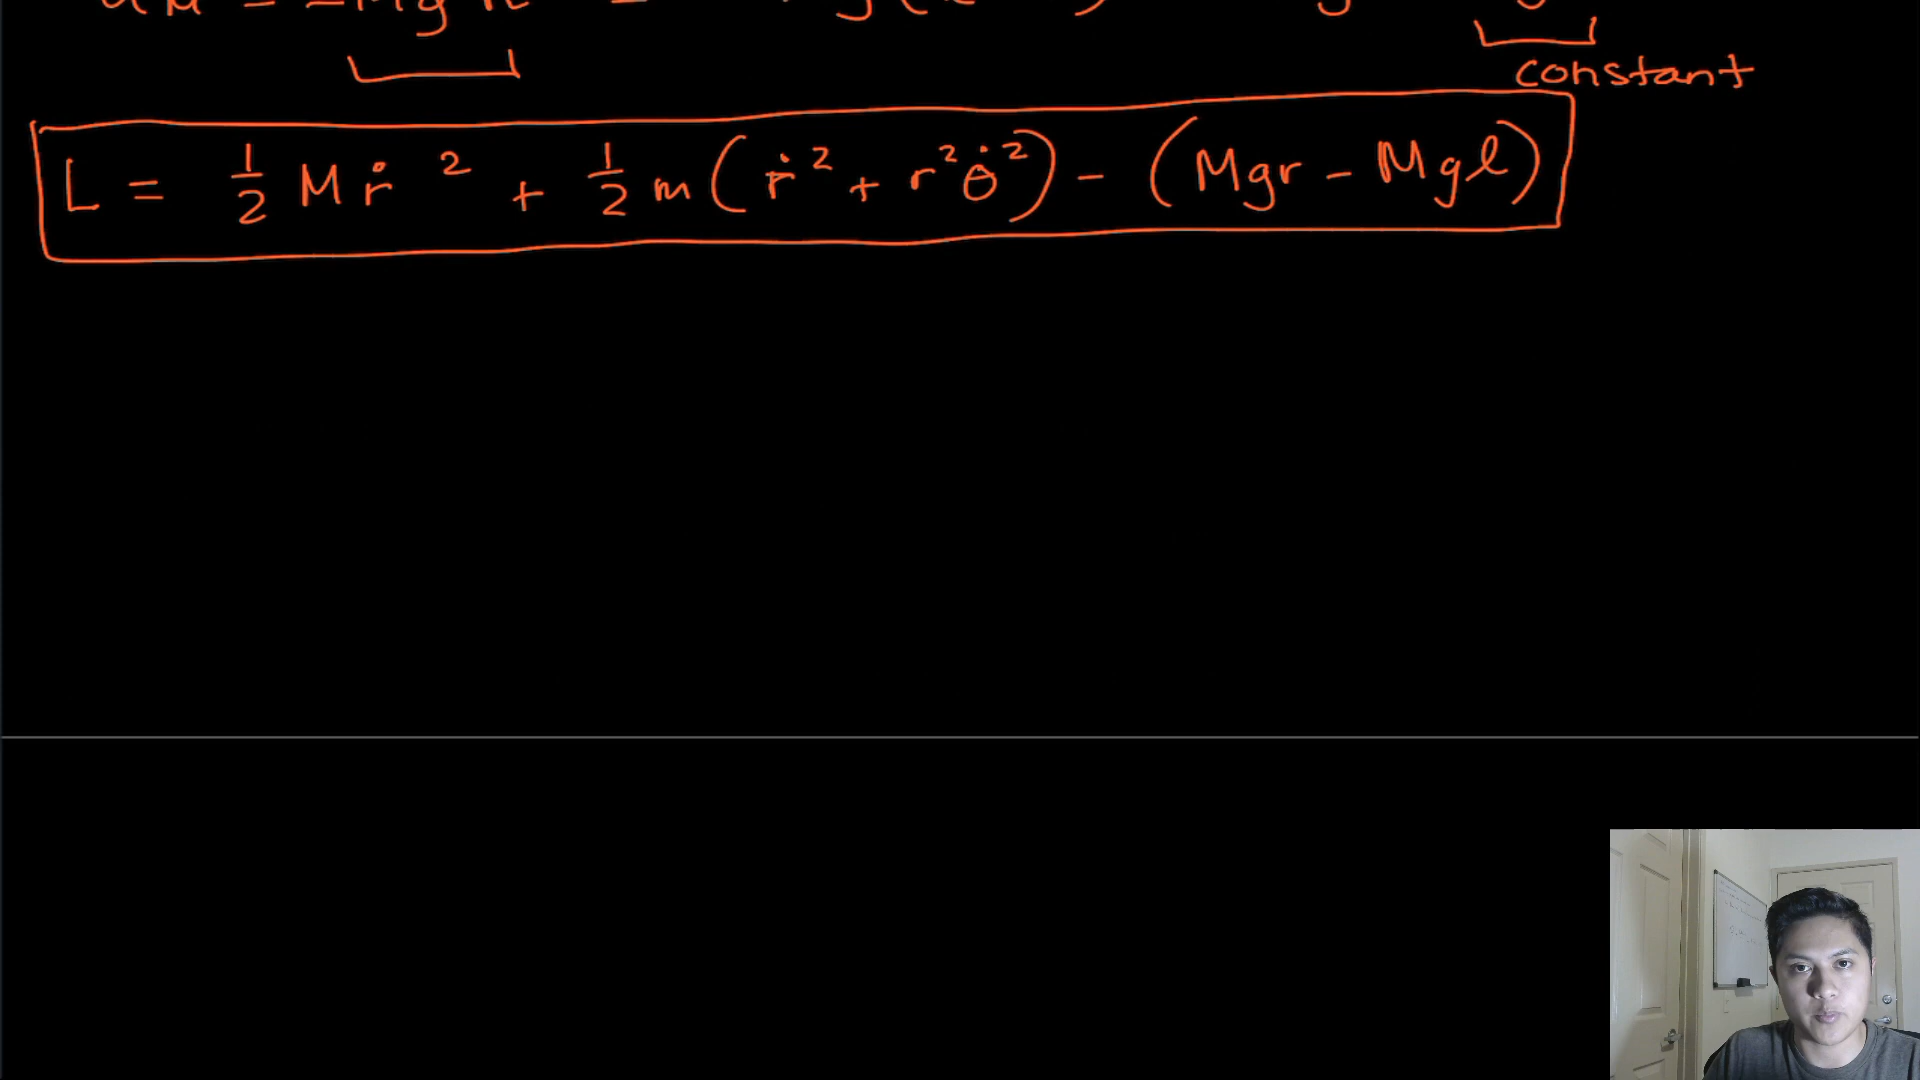 constant
L = 1/2 M ṙ ² + 1/2 m ( ṙ ² + r² θ̇ ² ) - ( Mgr - Mgl )